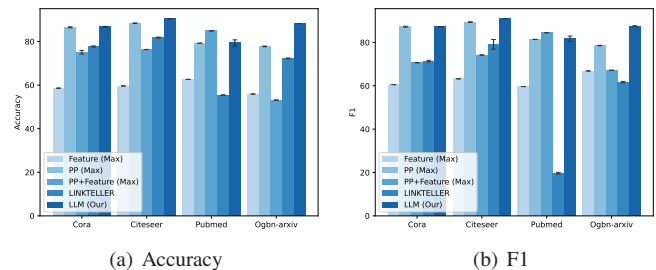 Accuracy
80
60
40
20
0
Feature (Max)
PP (Max)
PP+Feature (Max)
LINKTELLER
LLM (Our)
Cora Citeseer Pubmed Ogbn-arxiv
(a) Accuracy
F1
80
60
40
20
0
Feature (Max)
PP (Max)
PP+Feature (Max)
LINKTELLER
LLM (Our)
Cora Citeseer Pubmed Ogbn-arxiv
(b) F1